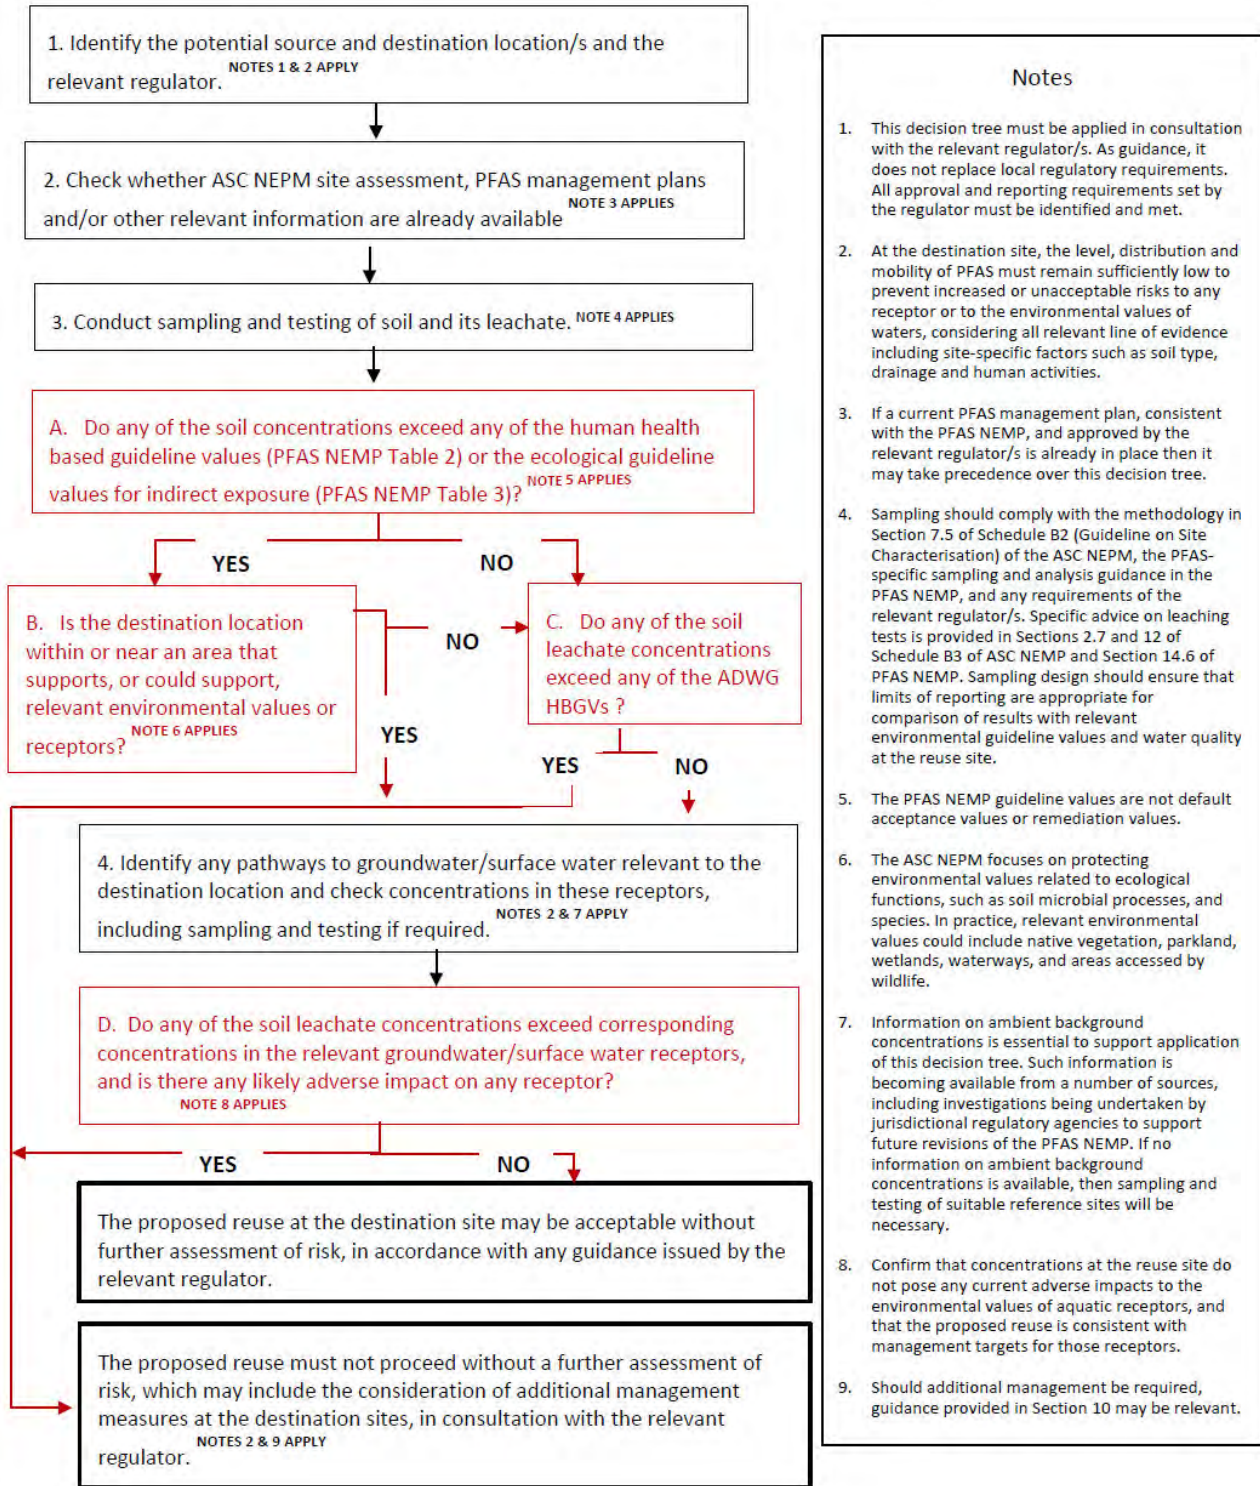 1. Identify the potential source and destination location/s and the
relevant regulator. NOTES 1 & 2 APPLY
2. Check whether ASC NEPM site assessment, PFAS management plans
and/or other relevant information are already available NOTE 3 APPLIES
3. Conduct sampling and testing of soil and its leachate. NOTE 4 APPLIES
A. Do any of the soil concentrations exceed any of the human health
based guideline values (PFAS NEMP Table 2) or the ecological guideline
values for indirect exposure (PFAS NEMP Table 3)? NOTE 5 APPLIES
YES
NO
B. Is the destination location
within or near an area that
supports, or could support,
relevant environmental values or
receptors? NOTE 6 APPLIES
NO
YES
C. Do any of the soil
leachate concentrations
exceed any of the ADWG
HBGVs ?
YES
NO
4. Identify any pathways to groundwater/surface water relevant to the
destination location and check concentrations in these receptors,
including sampling and testing if required. NOTES 2 & 7 APPLY
D. Do any of the soil leachate concentrations exceed corresponding
concentrations in the relevant groundwater/surface water receptors,
and is there any likely adverse impact on any receptor?
NOTE 8 APPLIES
YES
NO
The proposed reuse at the destination site may be acceptable without
further assessment of risk, in accordance with any guidance issued by the
relevant regulator.
The proposed reuse must not proceed without a further assessment of
risk, which may include the consideration of additional management
measures at the destination sites, in consultation with the relevant
regulator. NOTES 2 & 9 APPLY
Notes
1. This decision tree must be applied in consultation
with the relevant regulator/s. As guidance, it
does not replace local regulatory requirements.
All approval and reporting requirements set by
the regulator must be identified and met.
2. At the destination site, the level, distribution and
mobility of PFAS must remain sufficiently low to
prevent increased or unacceptable risks to any
receptor or to the environmental values of
waters, considering all relevant line of evidence
including site-specific factors such as soil type,
drainage and human activities.
3. If a current PFAS management plan, consistent
with the PFAS NEMP, and approved by the
relevant regulator/s is already in place then it
may take precedence over this decision tree.
4. Sampling should comply with the methodology in
Section 7.5 of Schedule B2 (Guideline on Site
Characterisation) of the ASC NEPM, the PFAS-
specific sampling and analysis guidance in the
PFAS NEMP, and any requirements of the
relevant regulator/s. Specific advice on leaching
tests is provided in Sections 2.7 and 12 of
Schedule B3 of ASC NEMP and Section 14.6 of
PFAS NEMP. Sampling design should ensure that
limits of reporting are appropriate for
comparison of results with relevant
environmental guideline values and water quality
at the reuse site.
5. The PFAS NEMP guideline values are not default
acceptance values or remediation values.
6. The ASC NEPM focuses on protecting
environmental values related to ecological
functions, such as soil microbial processes, and
species. In practice, relevant environmental
values could include native vegetation, parkland,
wetlands, waterways, and areas accessed by
wildlife.
7. Information on ambient background
concentrations is essential to support application
of this decision tree. Such information is
becoming available from a number of sources,
including investigations being undertaken by
jurisdictional regulatory agencies to support
future revisions of the PFAS NEMP. If no
information on ambient background
concentrations is available, then sampling and
testing of suitable reference sites will be
necessary.
8. Confirm that concentrations at the reuse site do
not pose any current adverse impacts to the
environmental values of aquatic receptors, and
that the proposed reuse is consistent with
management targets for those receptors.
9. Should additional management be required,
guidance provided in Section 10 may be relevant.